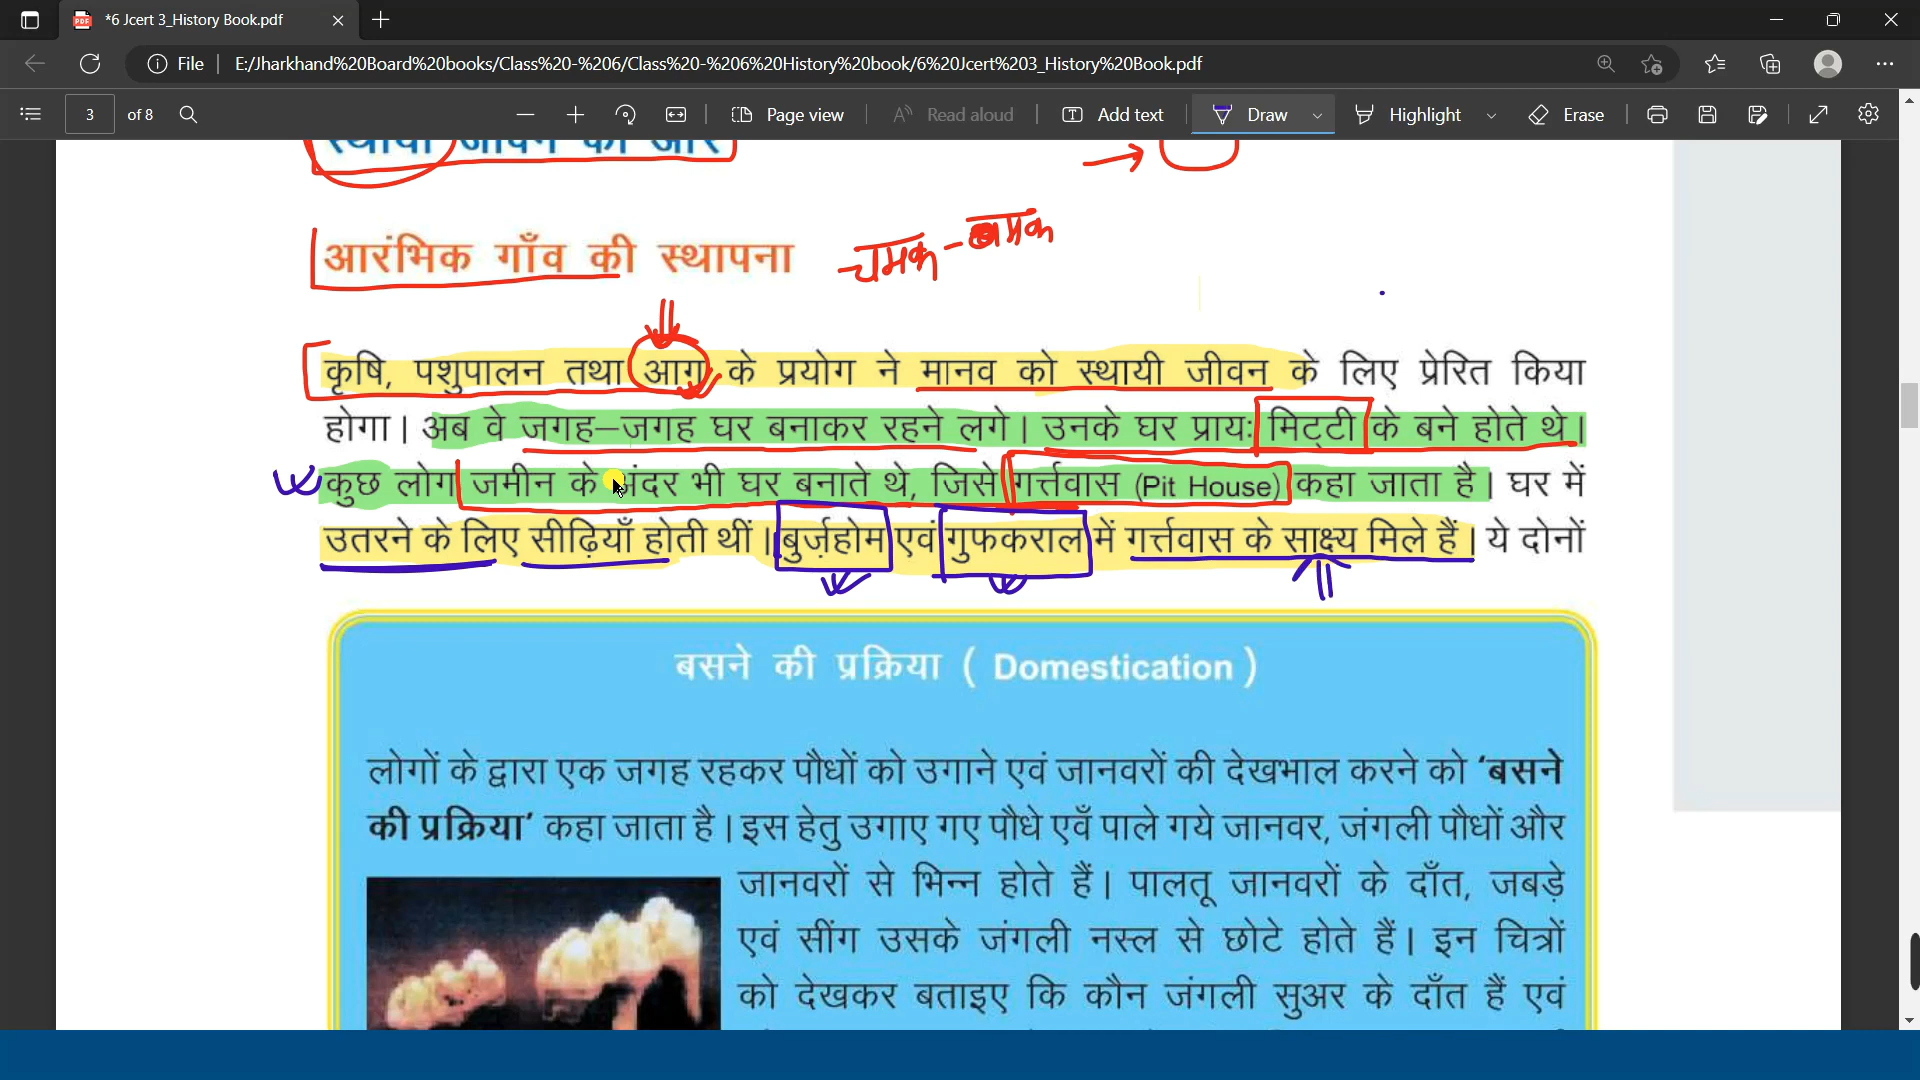 *6 Jcert 3_History Book.pdf
File E:/Jharkhand%20Board%20books/Class%20-%206/Class%20-%206%20History%20book/6%20Jcert%203_History%20Book.pdf
3 of 8 Page view Read aloud Add text Draw Highlight Erase
स्थायी जीवन की ओर
आरंभिक गाँव की स्थापना चमक -
कृषि, पशुपालन तथा आग के प्रयोग ने मानव को स्थायी जीवन के लिए प्रेरित किया
होगा। अब वे जगह–जगह घर बनाकर रहने लगे। उनके घर प्रायः मिट्टी के बने होते थे।
कुछ लोग जमीन के अंदर भी घर बनाते थे, जिसे गर्त्तवास (Pit House) कहा जाता है। घर में
उतरने के लिए सीढ़ियाँ होती थीं। बुर्ज़होम एवं गुफकराल में गर्त्तवास के साक्ष्य मिले हैं। ये दोनों
बसने की प्रक्रिया ( Domestication )
लोगों के द्वारा एक जगह रहकर पौधों को उगाने एवं जानवरों की देखभाल करने को ‘बसने
की प्रक्रिया’ कहा जाता है। इस हेतु उगाए गए पौधे एवँ पाले गये जानवर, जंगली पौधों और
जानवरों से भिन्न होते हैं। पालतू जानवरों के दाँत, जबड़े
एवं सींग उसके जंगली नस्ल से छोटे होते हैं। इन चित्रों
को देखकर बताइए कि कौन जंगली सुअर के दाँत हैं एवं